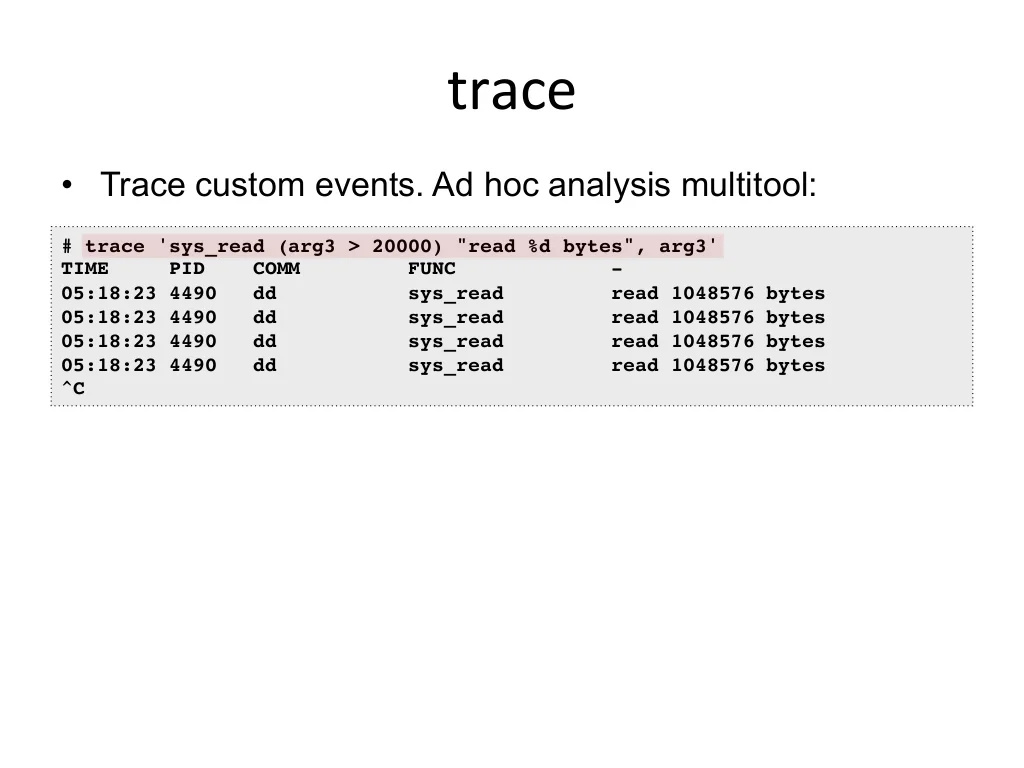 trace
• Trace custom events. Ad hoc analysis multitool:
# trace 'sys_read (arg3 > 20000) "read %d bytes", arg3'
TIME     PID    COMM         FUNC             -
05:18:23 4490   dd           sys_read         read 1048576 bytes
05:18:23 4490   dd           sys_read         read 1048576 bytes
05:18:23 4490   dd           sys_read         read 1048576 bytes
05:18:23 4490   dd           sys_read         read 1048576 bytes
^C